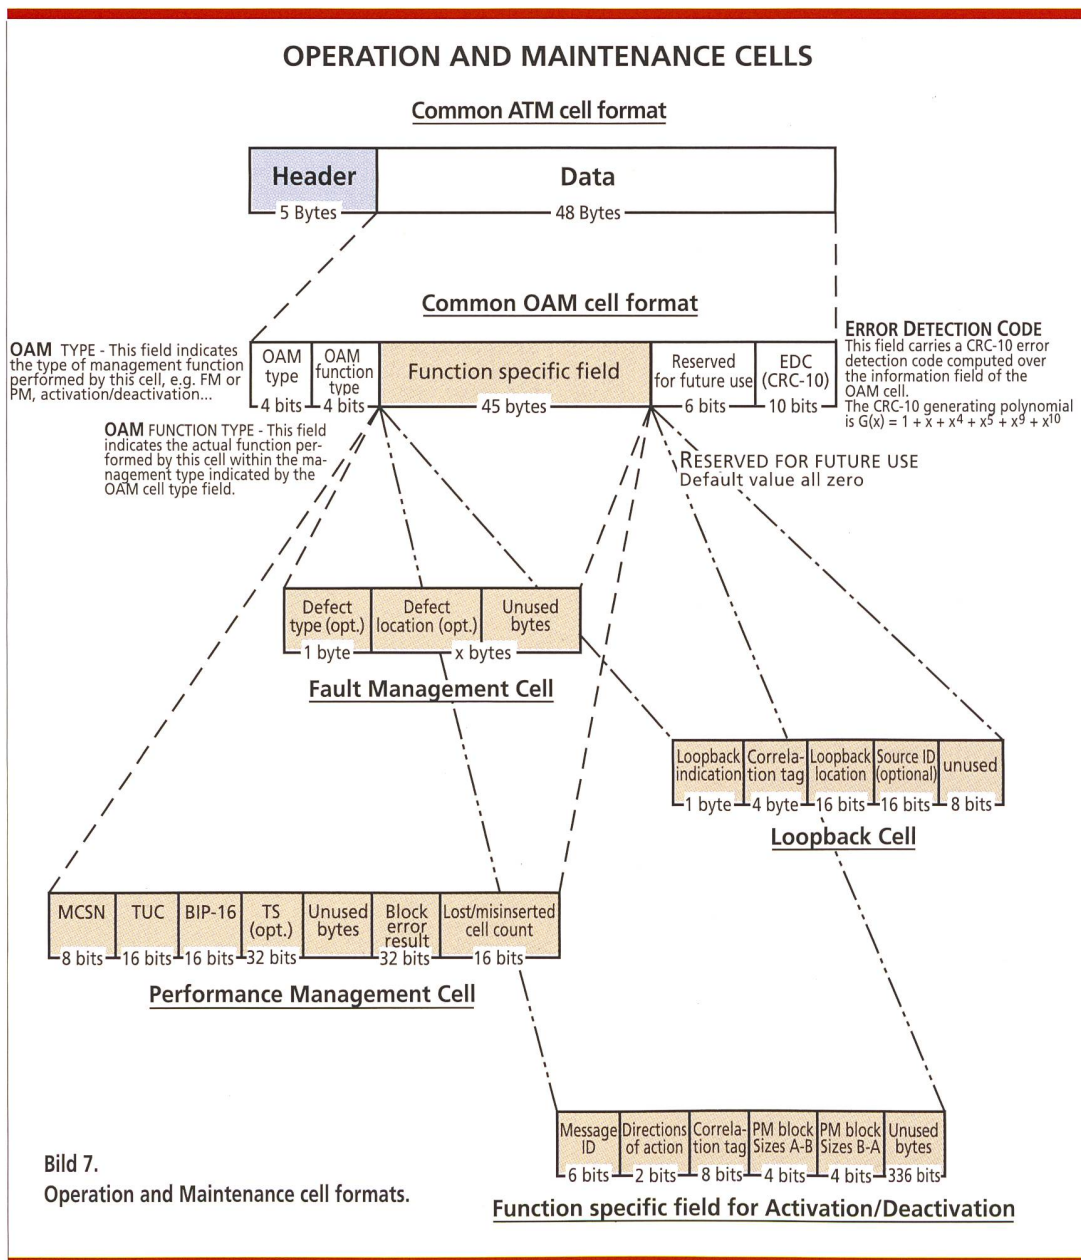 OPERATION AND MAINTENANCE CELLS
Common ATM cell format
Header
Data
5 Bytes
48 Bytes
Common OAM cell format
OAM TYPE - This field indicates
the type of management function
performed by this cell, e.g. FM or
PM, activation/deactivation...
OAM
type
4 bits
OAM
function
type
4 bits
Function specific field
45 bytes
Reserved
for future use
6 bits
EDC
(CRC-10)
10 bits
ERROR DETECTION CODE
This field carries a CRC-10 error
detection code computed over
the information field of the
OAM cell.
The CRC-10 generating polynomial
is G(x) = 1 + x + x⁴ + x⁵ + x⁹ + x¹⁰
OAM FUNCTION TYPE - This field
indicates the actual function per-
formed by this cell within the ma-
nagement type indicated by the
OAM cell type field.
RESERVED FOR FUTURE USE
Default value all zero
Defect
type (opt.)
1 byte
Defect
location (opt.)
Unused
bytes
x bytes
Fault Management Cell
Loopback
indication
1 byte
Correla-
tion tag
4 byte
Loopback
location
16 bits
Source ID
(optional)
16 bits
unused
8 bits
Loopback Cell
MCSN
8 bits
TUC
16 bits
BIP-16
16 bits
TS
(opt.)
32 bits
Unused
bytes
Block
error
result
32 bits
Lost/misinserted
cell count
16 bits
Performance Management Cell
Message
ID
6 bits
Directions
of action
2 bits
Correla-
tion tag
8 bits
PM block
Sizes A-B
4 bits
PM block
Sizes B-A
4 bits
Unused
bytes
336 bits
Function specific field for Activation/Deactivation
Bild 7.
Operation and Maintenance cell formats.